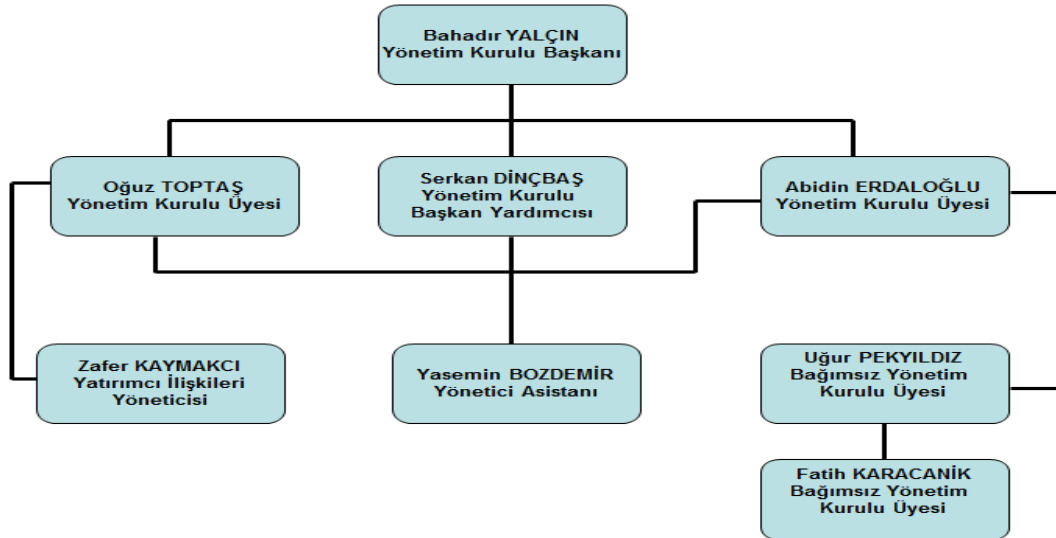 Bahadır YALÇIN
Yönetim Kurulu Başkanı
Oğuz TOPTAŞ
Yönetim Kurulu Üyesi
Serkan DİNÇBAŞ
Yönetim Kurulu
Başkan Yardımcısı
Abidin ERDALOĞLU
Yönetim Kurulu Üyesi
Zafer KAYMAKCI
Yatırımcı İlişkileri
Yöneticisi
Yasemin BOZDEMİR
Yönetici Asistanı
Uğur PEKYILDIZ
Bağımsız Yönetim
Kurulu Üyesi
Fatih KARACANİK
Bağımsız Yönetim
Kurulu Üyesi